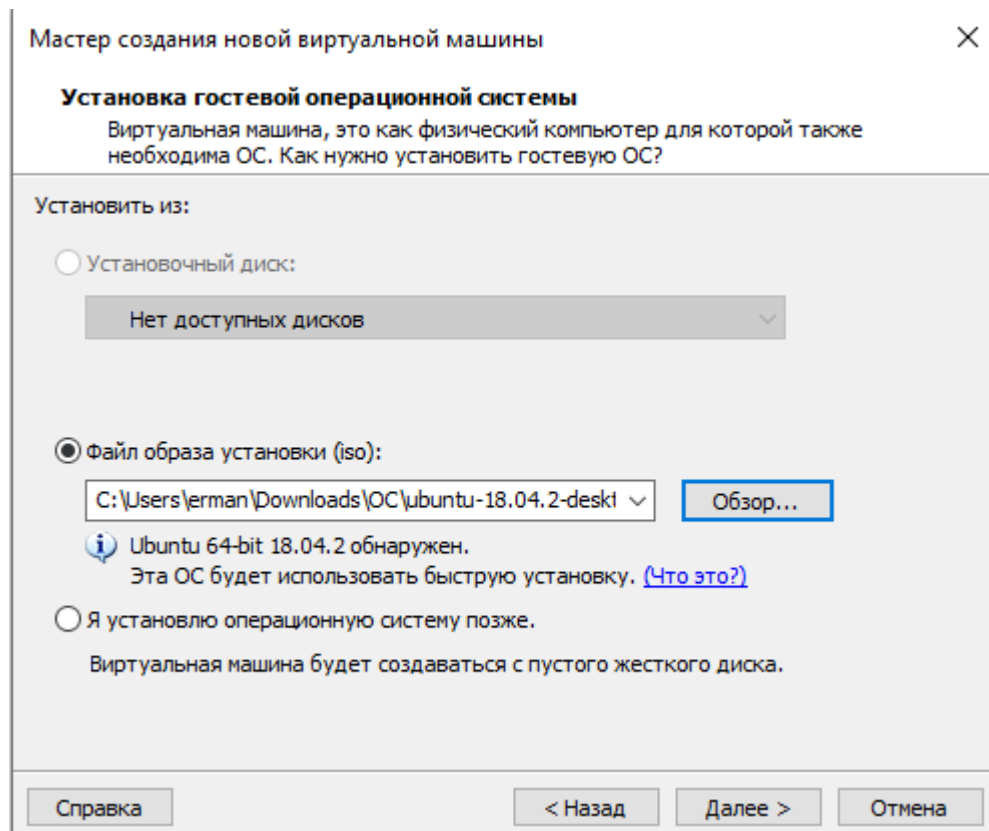 Мастер создания новой виртуальной машины
Установка гостевой операционной системы
Виртуальная машина, это как физический компьютер для которой также
необходима ОС. Как нужно установить гостевую ОС?
Установить из:
Установочный диск:
Нет доступных дисков
Файл образа установки (iso):
C:\Users\erman\Downloads\ОС\ubuntu-18.04.2-deskt
Обзор...
Ubuntu 64-bit 18.04.2 обнаружен.
Эта ОС будет использовать быструю установку. (Что это?)
Я установлю операционную систему позже.
Виртуальная машина будет создаваться с пустого жесткого диска.
Справка
< Назад
Далее >
Отмена